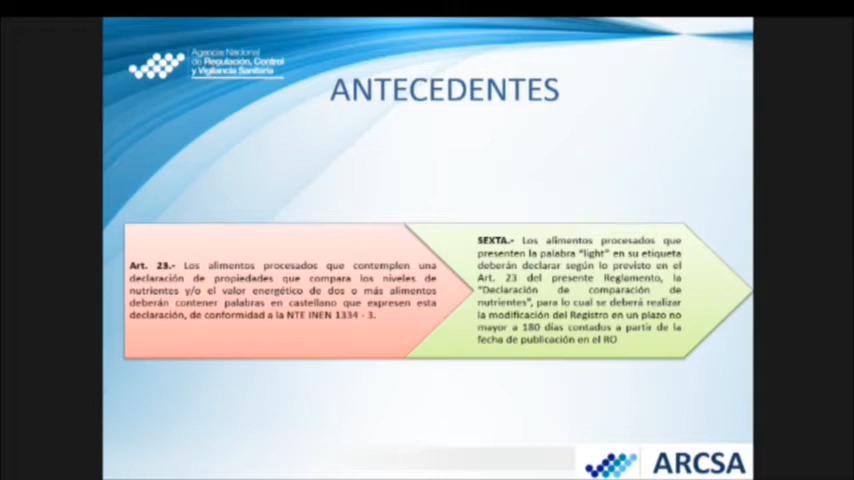 Agencia Nacional
de Regulación, Control
y Vigilancia Sanitaria
ANTECEDENTES
Art. 23.- Los alimentos procesados que contemplen una
declaración de propiedades que compara los niveles de
nutrientes y/o el valor energético de dos o más alimentos
deberán contener palabras en castellano que expresen esta
declaración, de conformidad a la NTE INEN 1334 - 3.
SEXTA.- Los alimentos procesados que
presenten la palabra "light" en su etiqueta
deberán declarar según lo previsto en el
Art. 23 del presente Reglamento, la
"Declaración de comparación de
nutrientes", para lo cual se deberá realizar
la modificación del Registro en un plazo no
mayor a 180 días contados a partir de la
fecha de publicación en el RO
ARCSA